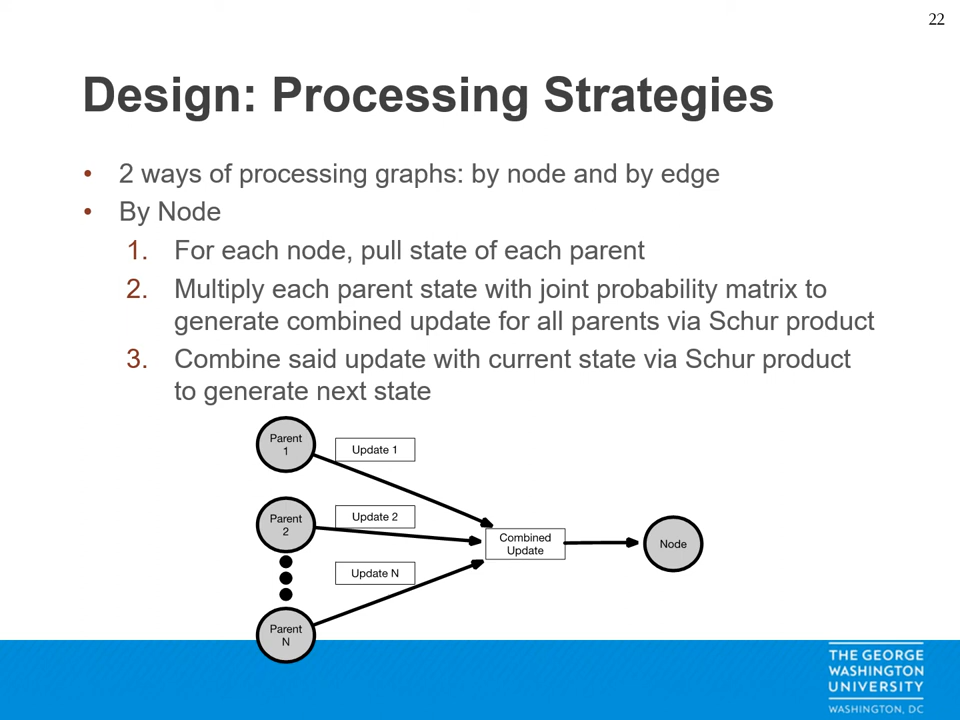 22
Design: Processing Strategies
• 2 ways of processing graphs: by node and by edge
• By Node
1. For each node, pull state of each parent
2. Multiply each parent state with joint probability matrix to
generate combined update for all parents via Schur product
3. Combine said update with current state via Schur product
to generate next state
Parent
1
Update 1
Parent
2
Update 2
Combined
Update
Node
Update N
Parent
N
THE GEORGE
WASHINGTON
UNIVERSITY
WASHINGTON, DC